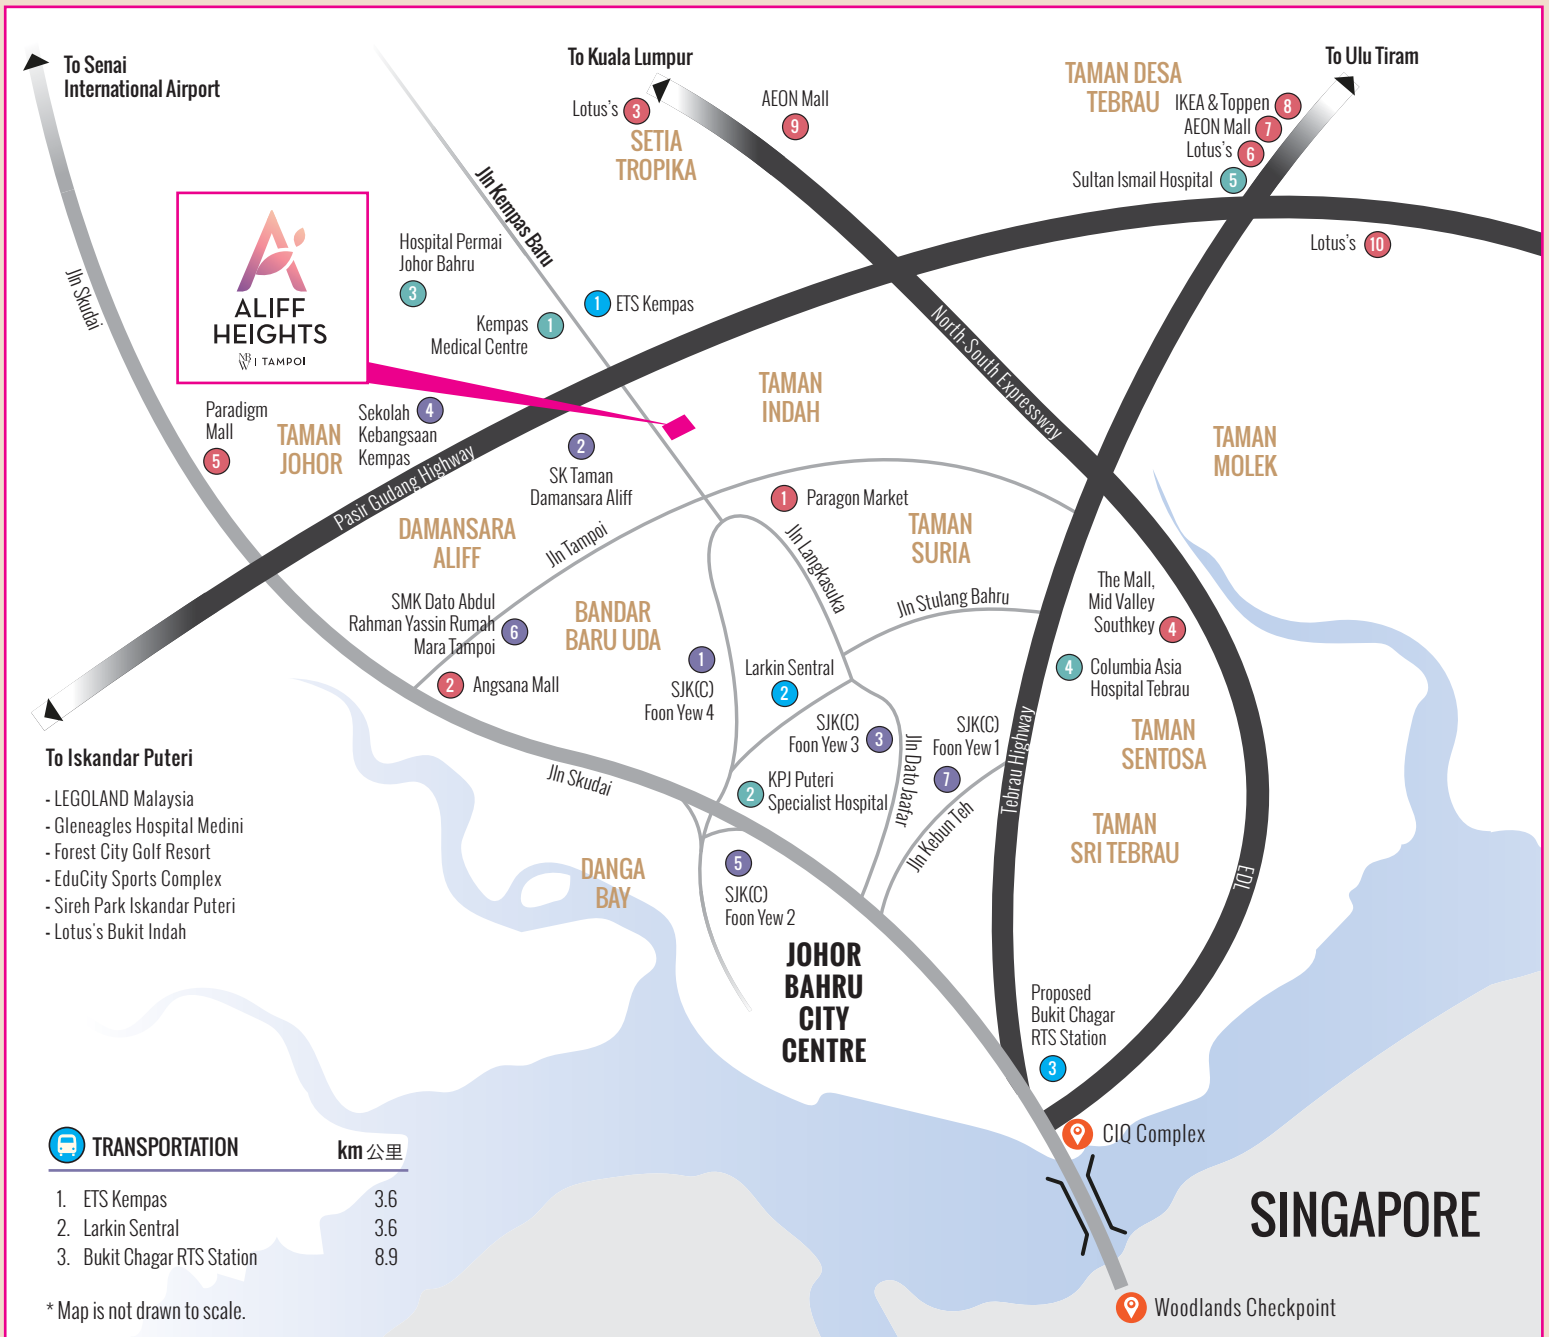 To Senai
International Airport
To Kuala Lumpur
To Ulu Tiram
TAMAN DESA
TEBRAU
IKEA & Toppen 8
AEON Mall 7
Lotus's 6
Sultan Ismail Hospital 5
Lotus's 3
SETIA
TROPIKA
AEON Mall
9
Lotus's 10
Jln Kempas Baru
Jln Skudai
ALIFF
HEIGHTS
NB
W | TAMPOI
Hospital Permai
Johor Bahru
3
Kempas
Medical Centre
1
1 ETS Kempas
North-South Expressway
Paradigm
Mall
5
TAMAN
JOHOR
Sekolah
Kebangsaan
Kempas
4
Pasir Gudang Highway
2
SK Taman
Damansara Aliff
TAMAN
INDAH
TAMAN
MOLEK
DAMANSARA
ALIFF
Jln Tampoi
1 Paragon Market
Jln Langkasuka
TAMAN
SURIA
Jln Stulang Bahru
The Mall,
Mid Valley
Southkey
4
SMK Dato Abdul
Rahman Yassin Rumah
Mara Tampoi
6
BANDAR
BARU UDA
2 Angsana Mall
1
SJK(C)
Foon Yew 4
Larkin Sentral
2
4 Columbia Asia
Hospital Tebrau
SJK(C)
Foon Yew 3
3
Jln Dato Jaafar
SJK(C)
Foon Yew 1
7
Tebrau Highway
TAMAN
SENTOSA
Jln Skudai
2 KPJ Puteri
Specialist Hospital
Jln Kebun Teh
TAMAN
SRI TEBRAU
EDL
To Iskandar Puteri
- LEGOLAND Malaysia
- Gleneagles Hospital Medini
- Forest City Golf Resort
- EduCity Sports Complex
- Sireh Park Iskandar Puteri
- Lotus's Bukit Indah
DANGA
BAY
5
SJK(C)
Foon Yew 2
JOHOR
BAHRU
CITY
CENTRE
Proposed
Bukit Chagar
RTS Station
3
CIQ Complex
SINGAPORE
Woodlands Checkpoint
TRANSPORTATION km 公里
1. ETS Kempas 3.6
2. Larkin Sentral 3.6
3. Bukit Chagar RTS Station 8.9
* Map is not drawn to scale.